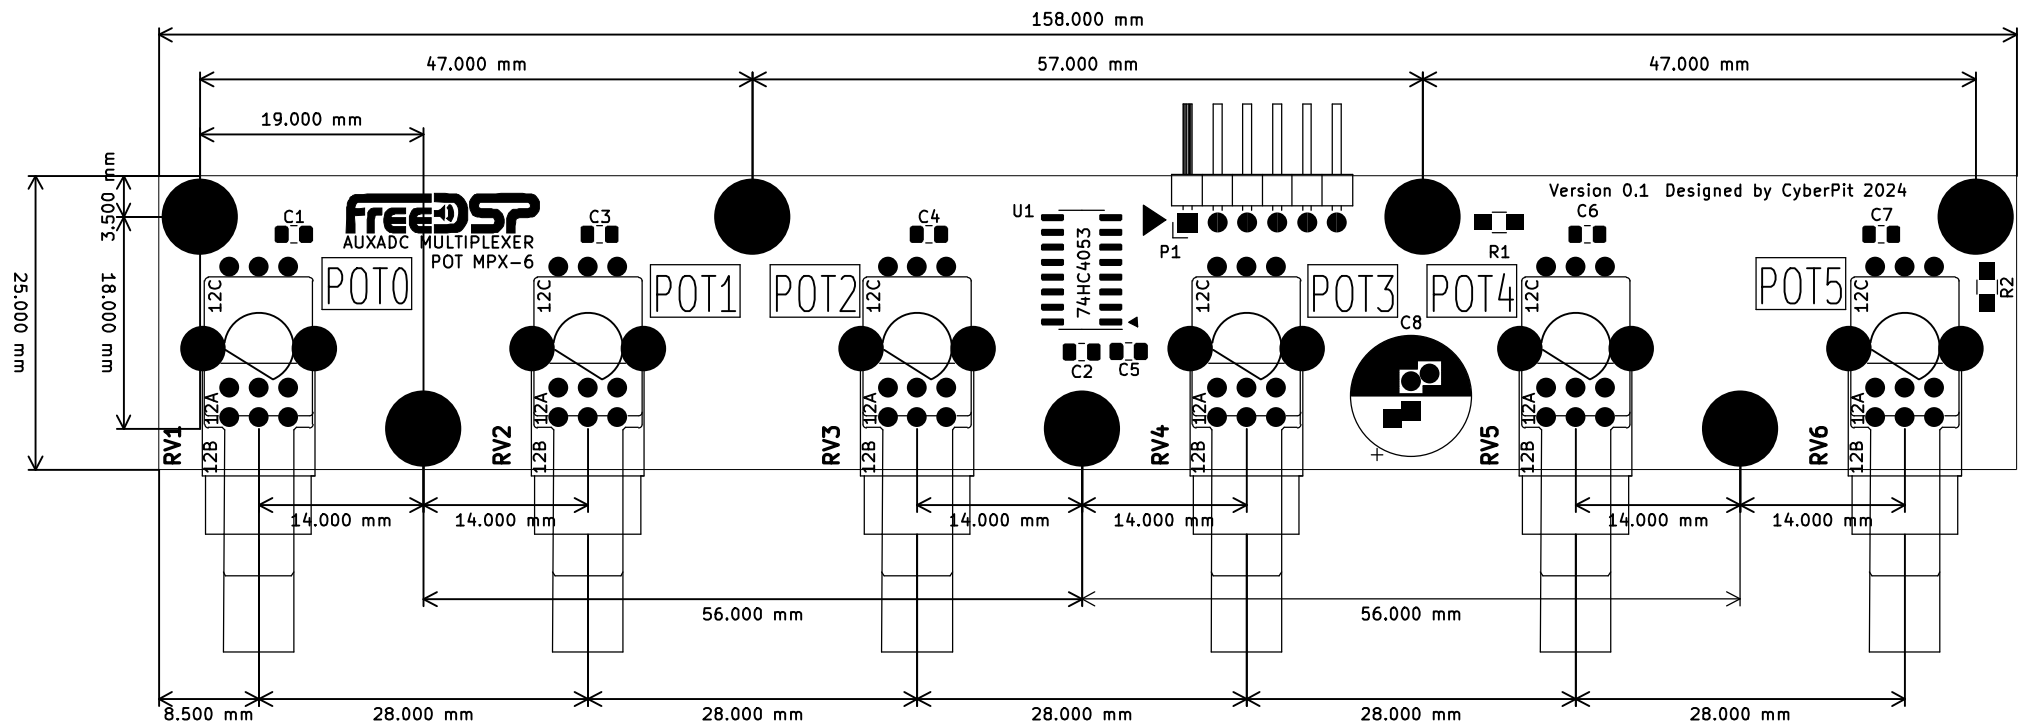 158.000 mm
47.000 mm
57.000 mm
47.000 mm
19.000 mm
3.500 mm
25.000 mm
18.000 mm
FreeDSP
AUXADC MULTIPLEXER
POT MPX-6
Version 0.1 Designed by CyberPit 2024
C1
C3
C4
U1
74HC4053
P1
R1
C6
C7
R2
POT0
POT1
POT2
POT3
POT4
POT5
C2
C5
C8
+
12C
12A
12B
RV1
12C
12A
12B
RV2
12C
12A
12B
RV3
12C
12A
12B
RV4
12C
12A
12B
RV5
12C
12A
12B
RV6
14.000 mm
14.000 mm
14.000 mm
14.000 mm
14.000 mm
14.000 mm
56.000 mm
56.000 mm
8.500 mm
28.000 mm
28.000 mm
28.000 mm
28.000 mm
28.000 mm